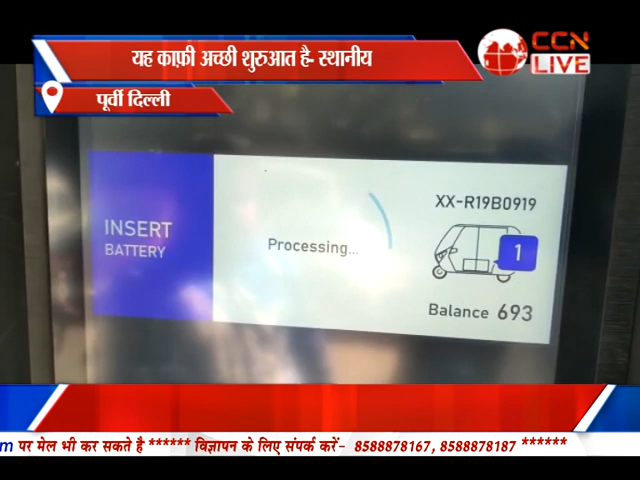 यह काफ़ी अच्छी शुरुआत है- स्थानीय
CCN
LIVE
पूर्वी दिल्ली
INSERT
BATTERY
Processing...
XX-R19B0919
1
Balance 693
m पर मेल भी कर सकते है ****** विज्ञापन के लिए संपर्क करें- 8588878167, 8588878187 ******